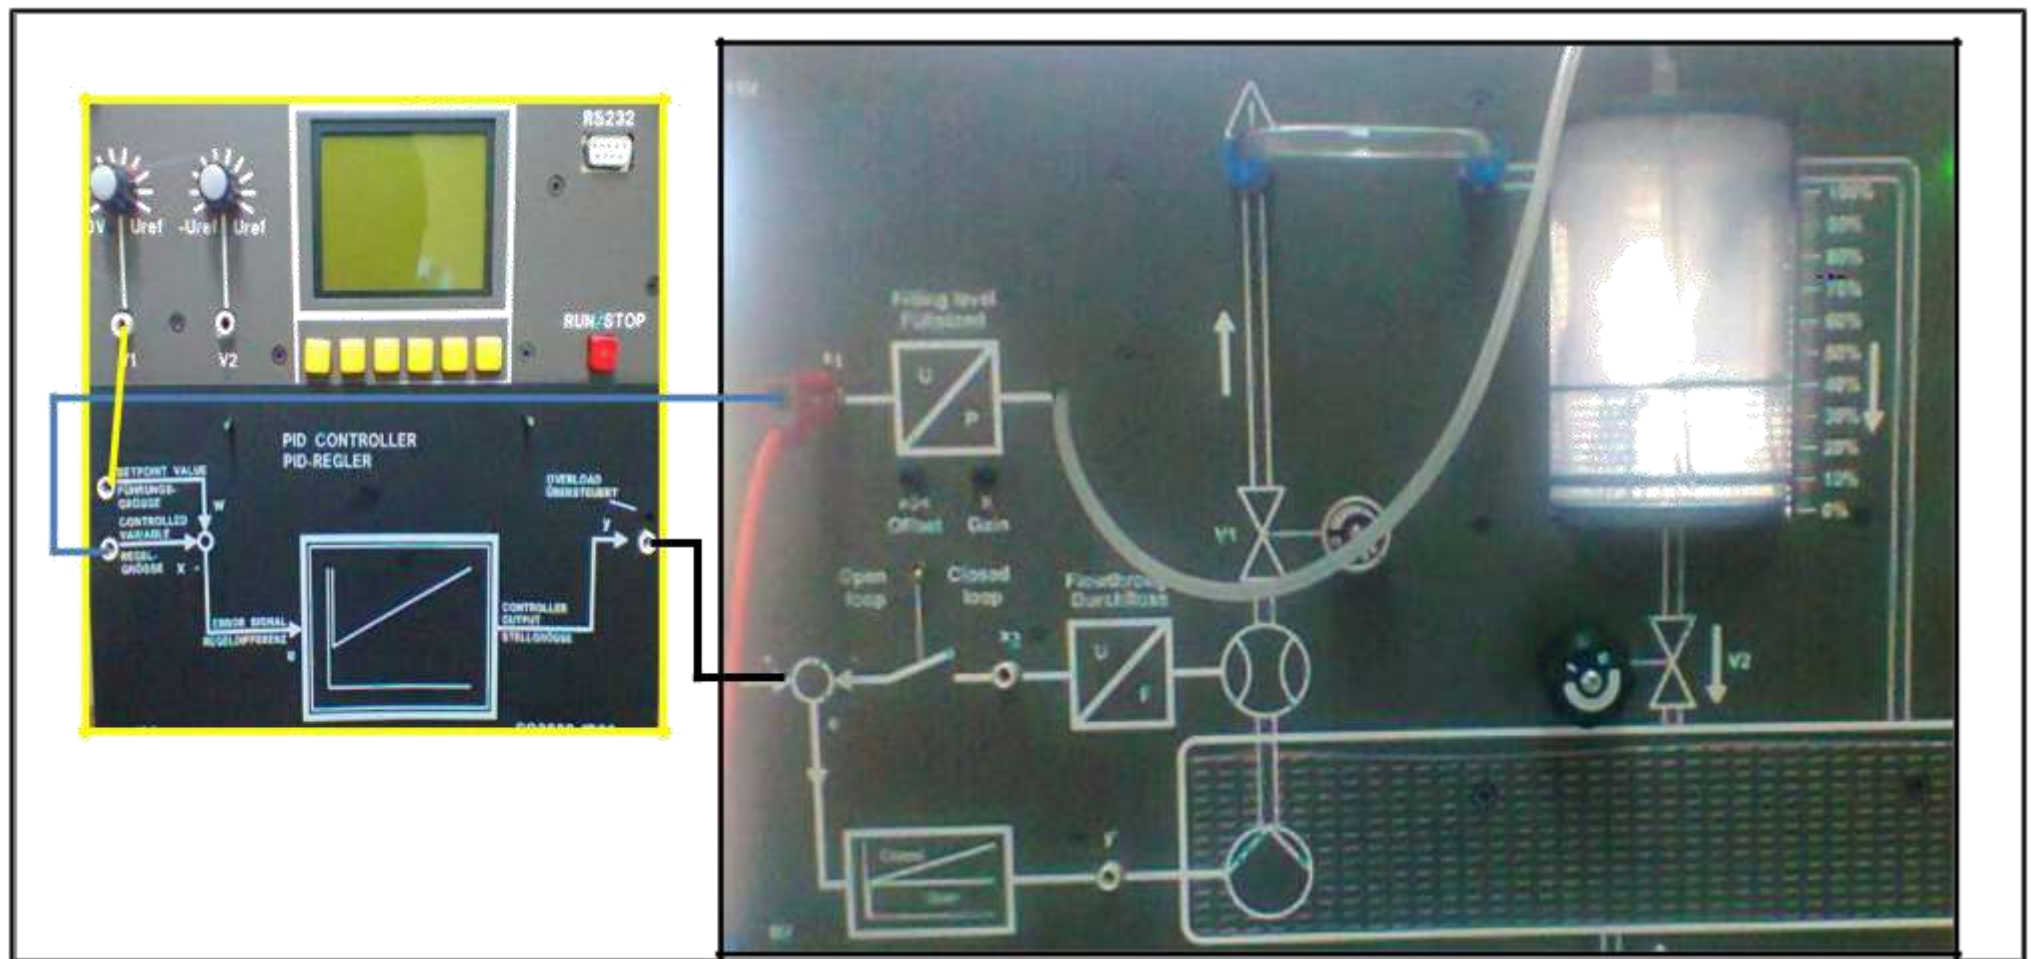 RS232
0V Uref
-Uref Uref
RUN/STOP
V1
V2
PID CONTROLLER
PID-REGLER
SETPOINT VALUE
FÜHRUNGS-
GRÖSSE
W
CONTROLLED
VARIABLE
REGEL-
GRÖSSE X -
ERROR SIGNAL
REGELDIFFERENZ
e
CONTROLLER
OUTPUT
STELLGRÖSSE
y
OVERLOAD
ÜBERSTEUERT
Filling level
Füllstand
X1
U
P
Offset
Gain
Open
loop
Closed
loop
X2
Durchfluss
U
F
V1
V2
Y
100%
90%
80%
70%
60%
50%
40%
30%
20%
10%
0%